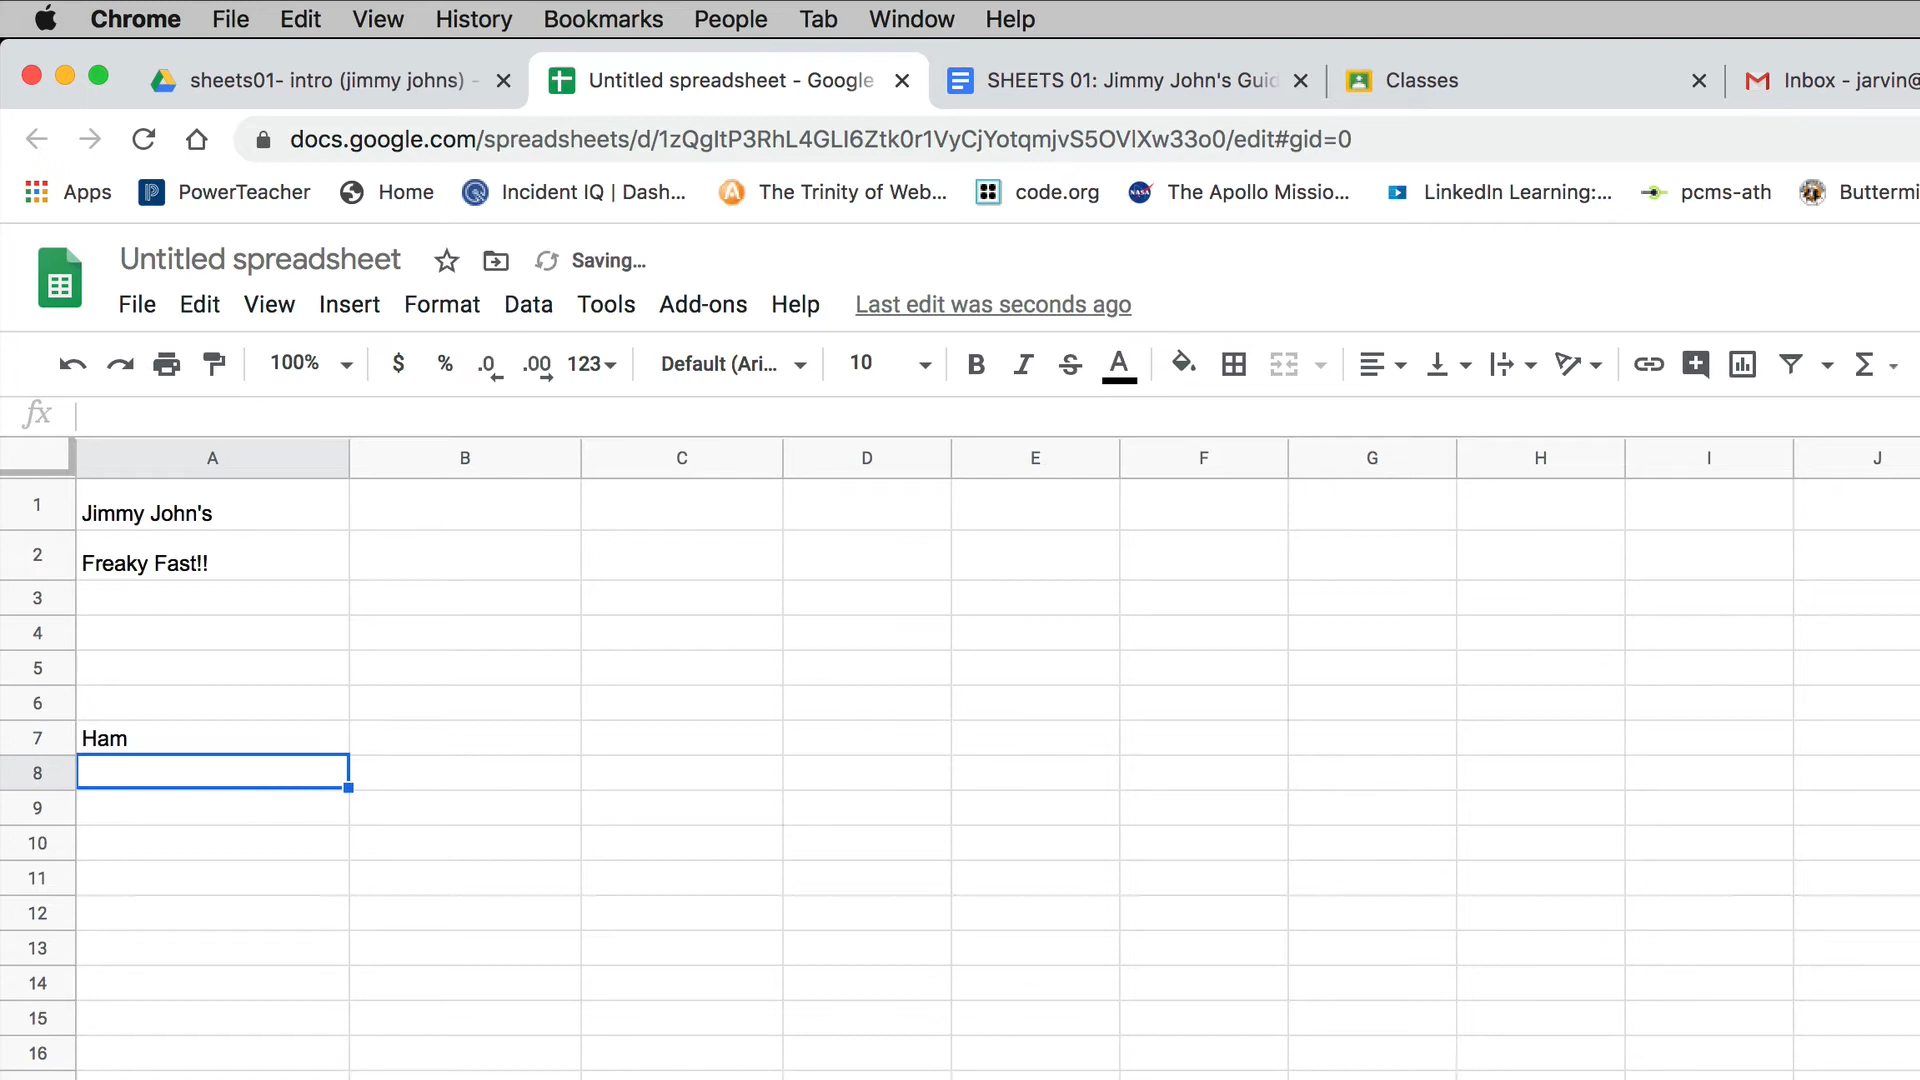 Chrome File Edit View History Bookmarks People Tab Window Help
sheets01- intro (jimmy johns) - Untitled spreadsheet - Google SHEETS 01: Jimmy John's Guid Classes Inbox - jarvin@
docs.google.com/spreadsheets/d/1zQgItP3RhL4GLI6Ztk0r1VyCjYotqmjvS5OVlXw33o0/edit#gid=0
Apps PowerTeacher Home Incident IQ | Dash... The Trinity of Web... code.org The Apollo Missio... LinkedIn Learning:... pcms-ath Buttermi
Untitled spreadsheet Saving...
File Edit View Insert Format Data Tools Add-ons Help Last edit was seconds ago
100% $ % .0 .00 123 Default (Ari... 10 B I S A
fx
A B C D E F G H I J
1 Jimmy John's
2 Freaky Fast!!
3
4
5
6
7 Ham
8
9
10
11
12
13
14
15
16